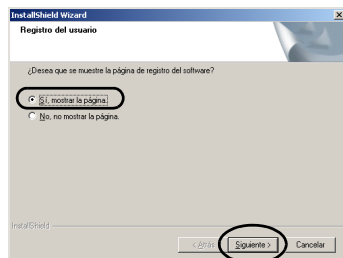 InstallShield Wizard
Registro del usuario
¿Desea que se muestre la página de registro del software?
Sí, mostrar la página.
No, no mostrar la página.
InstallShield
< Atrás Siguiente > Cancelar